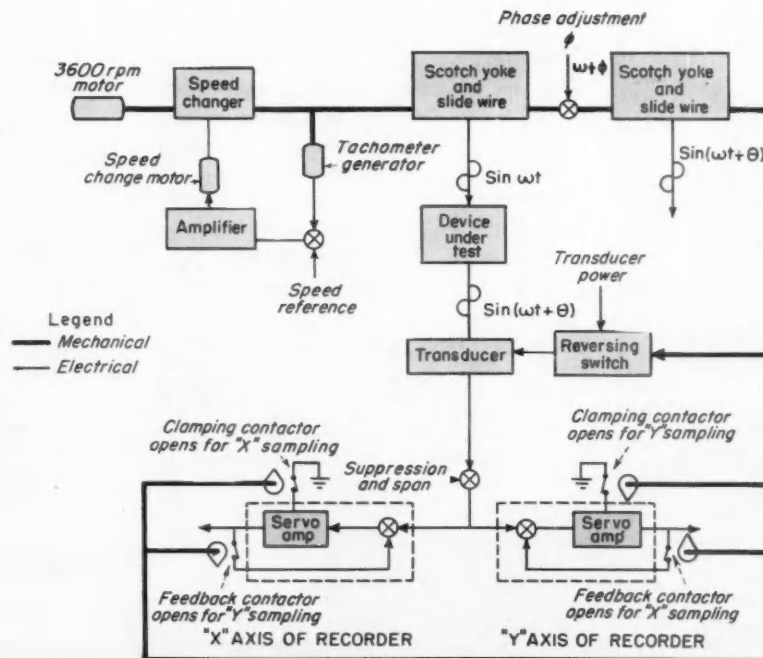 Phase adjustment
ϕ
ωt+ϕ
3600 rpm
motor
Speed
changer
Scotch yoke
and
slide wire
Scotch yoke
and
slide wire
Speed
change motor
Tachometer
generator
Sin ωt
Sin(ωt+θ)
Amplifier
Device
under
test
Speed
reference
Transducer
power
Sin(ωt+θ)
Legend
Mechanical
Electrical
Transducer
Reversing
switch
Clamping contactor
opens for "X" sampling
Clamping contactor
opens for "Y" sampling
Suppression
and span
Servo
amp
Servo
amp
Feedback contactor
opens for "Y" sampling
Feedback contactor
opens for "X" sampling
"X" AXIS OF RECORDER
"Y" AXIS OF RECORDER